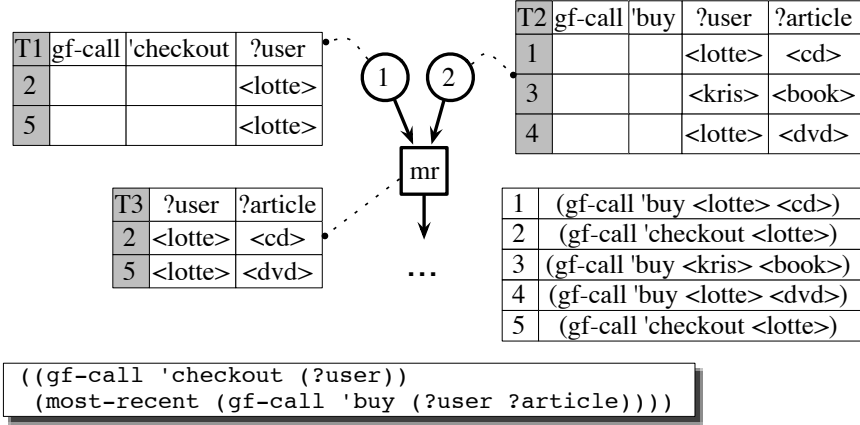 T1 gf-call 'checkout ?user
2 <lotte>
5 <lotte>
1
2
T2 gf-call 'buy ?user ?article
1 <lotte> <cd>
3 <kris> <book>
4 <lotte> <dvd>
mr
...
T3 ?user ?article
2 <lotte> <cd>
5 <lotte> <dvd>
1 (gf-call 'buy <lotte> <cd>)
2 (gf-call 'checkout <lotte>)
3 (gf-call 'buy <kris> <book>)
4 (gf-call 'buy <lotte> <dvd>)
5 (gf-call 'checkout <lotte>)
((gf-call 'checkout (?user))
(most-recent (gf-call 'buy (?user ?article))))